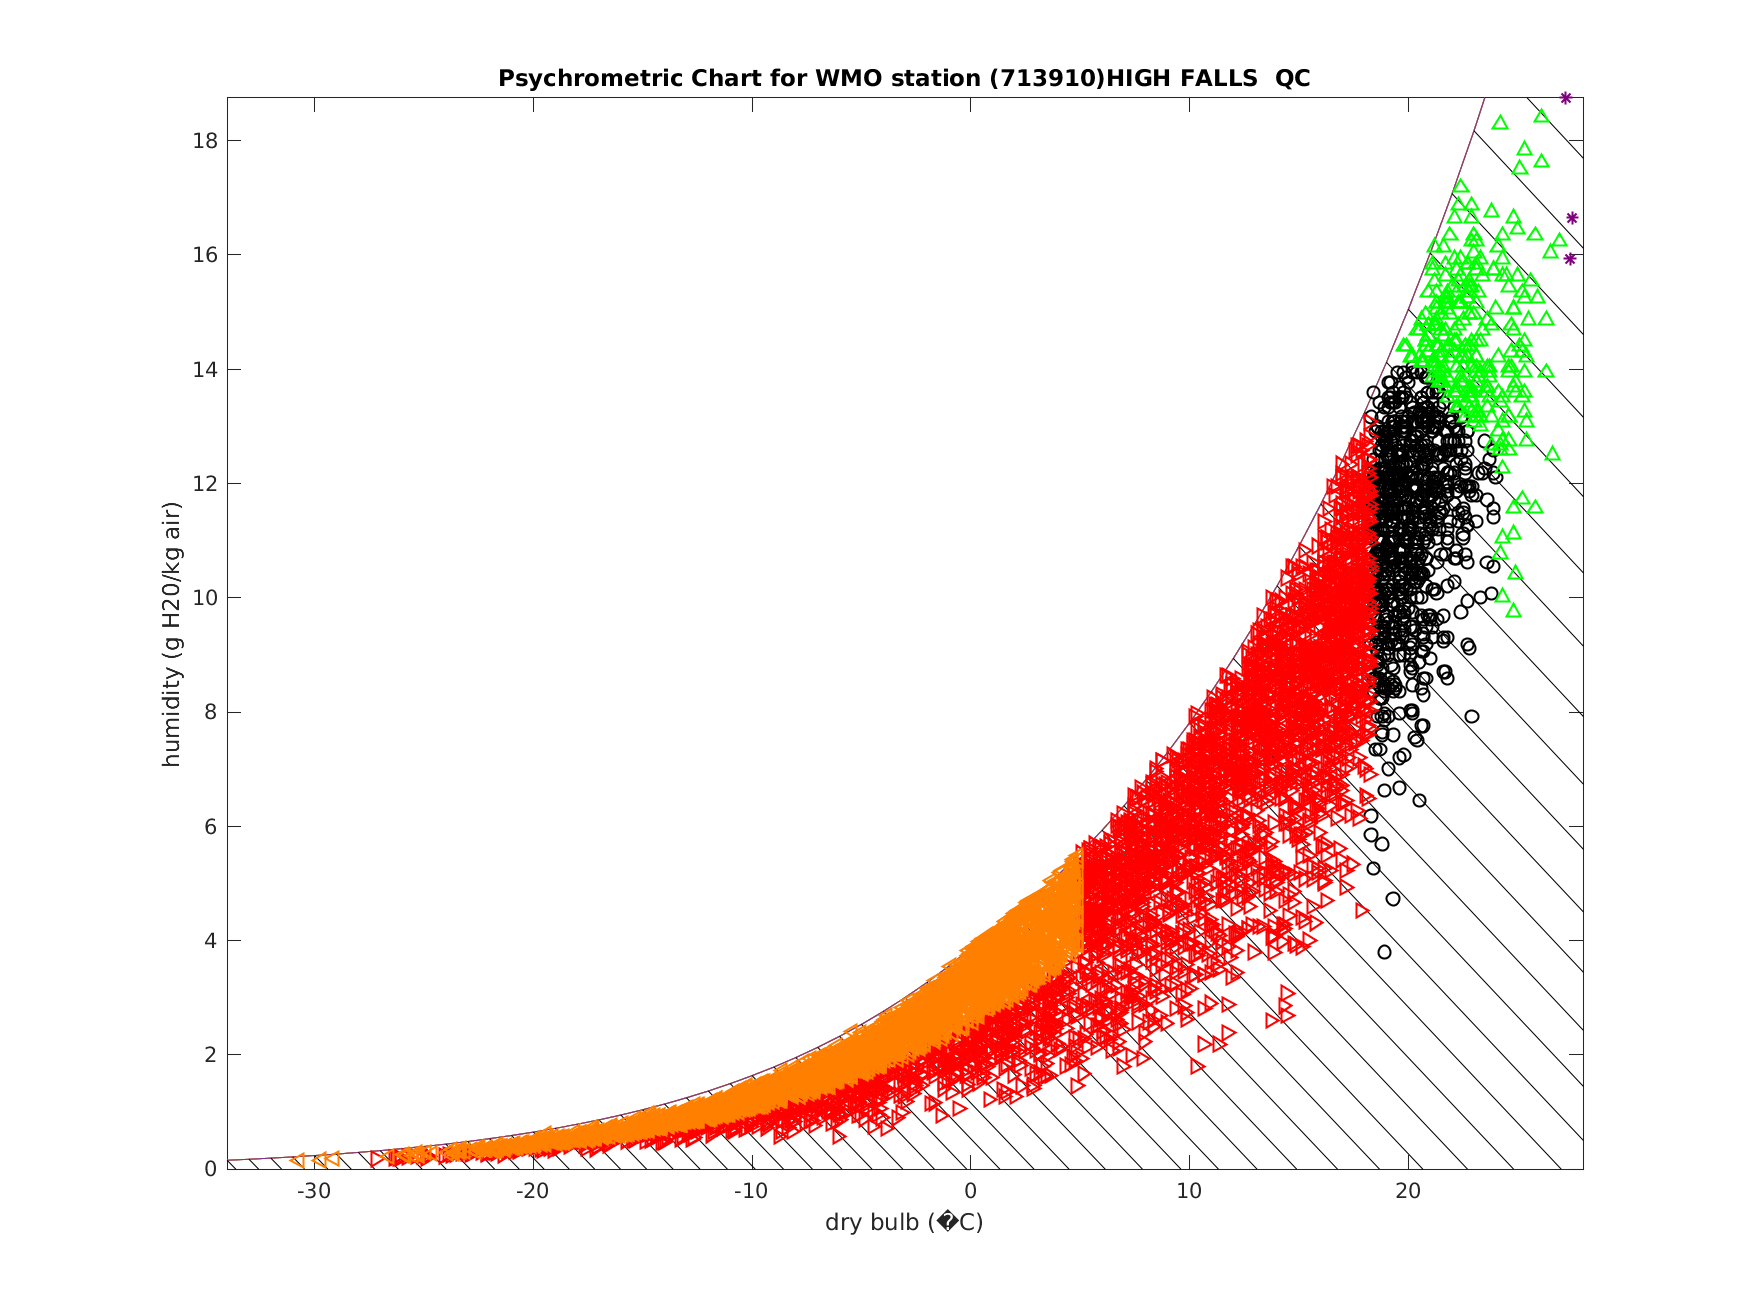 Psychrometric Chart for WMO station (713910)HIGH FALLS  QC
humidity (g H20/kg air)
18
16
14
12
10
8
6
4
2
0
-30 -20 -10 0 10 20
dry bulb (�C)